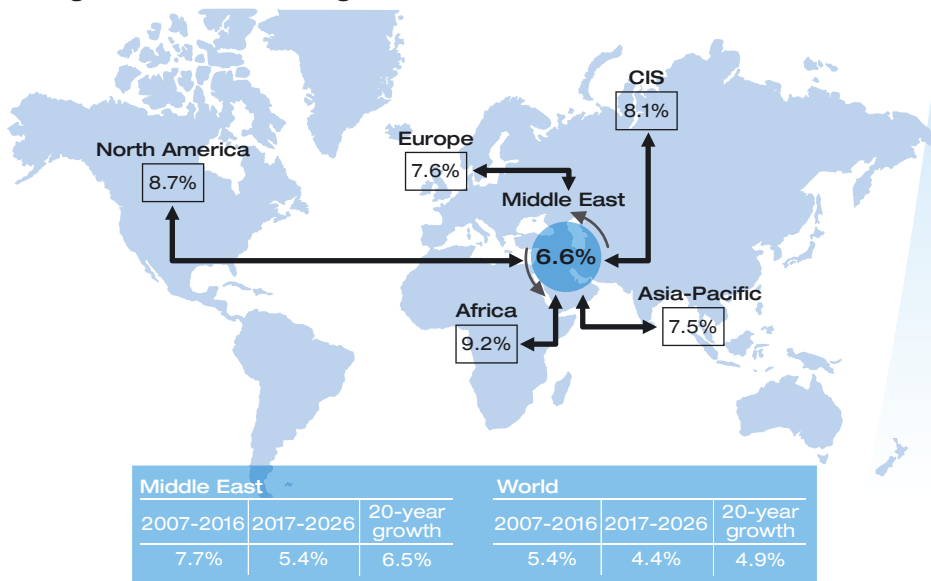 CIS
8.1%
Europe
7.6%
North America
8.7%
Middle East
6.6%
Asia-Pacific
7.5%
Africa
9.2%
Middle East
2007-2016 2017-2026 20-year growth
7.7% 5.4% 6.5%
World
2007-2016 2017-2026 20-year growth
5.4% 4.4% 4.9%